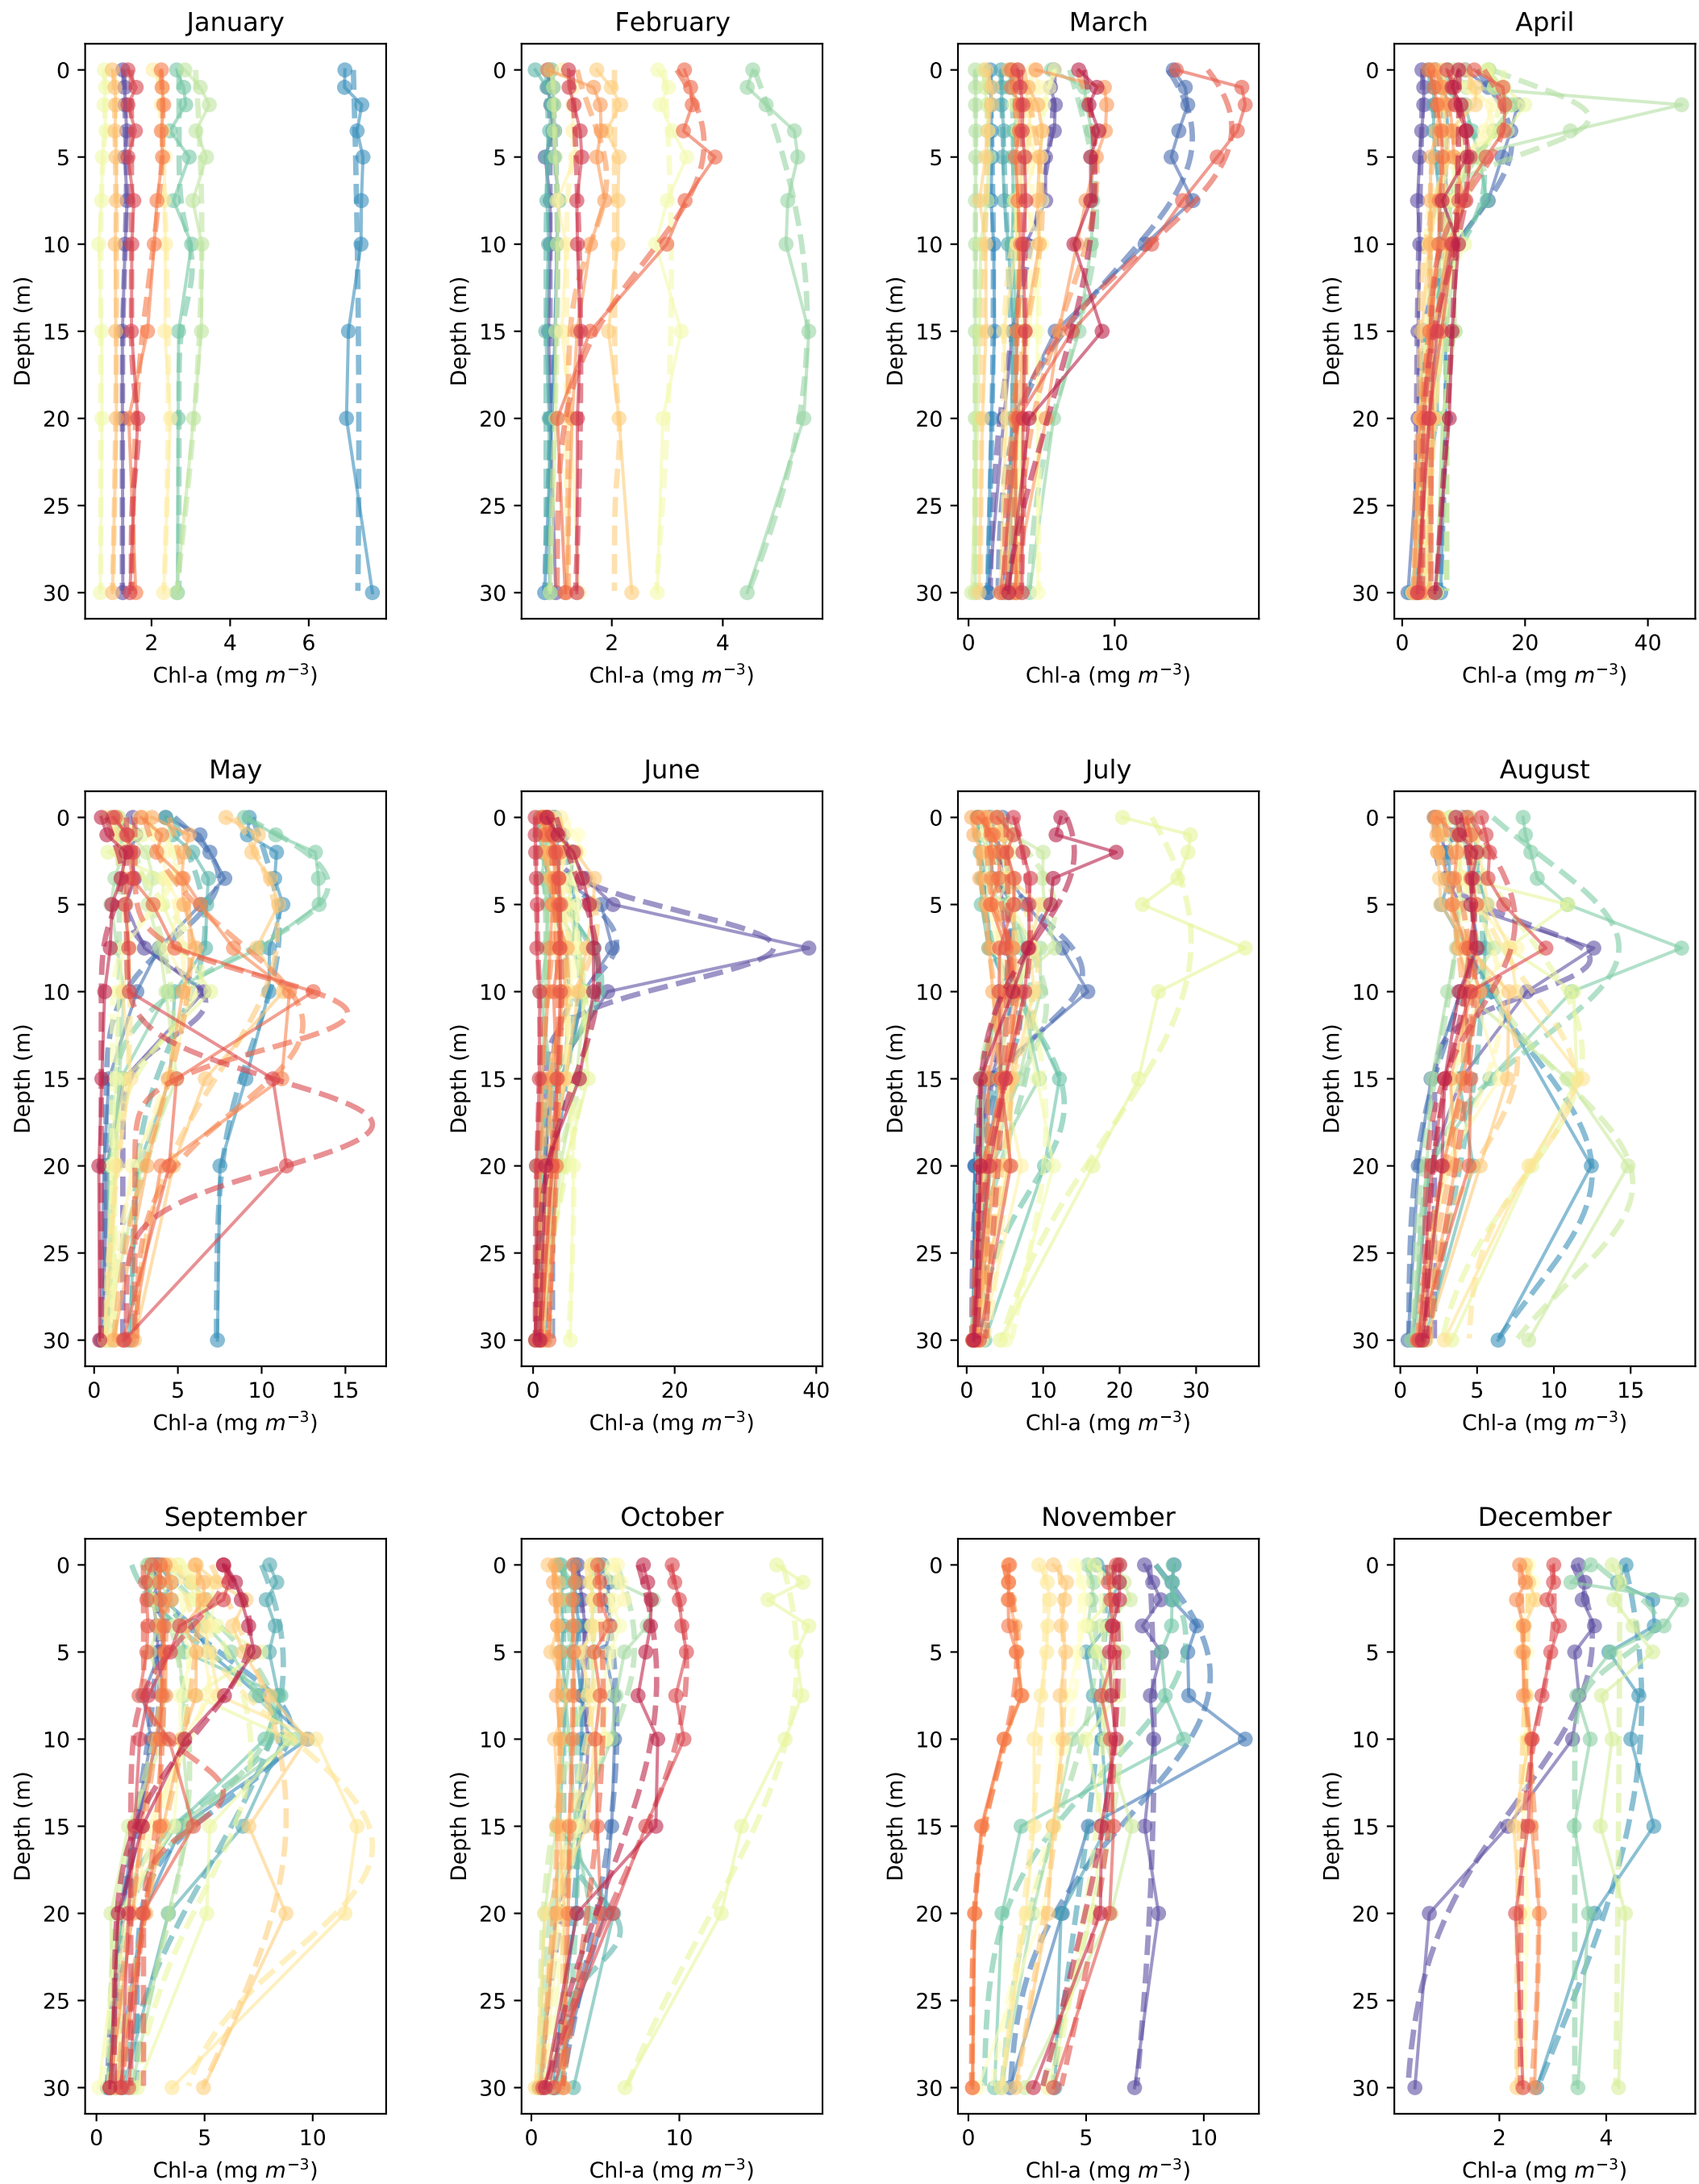 January
0
5
10
15
20
25
30
Depth (m)
2 4 6
Chl-a (mg m⁻³)
February
0
5
10
15
20
25
30
Depth (m)
2 4
Chl-a (mg m⁻³)
March
0
5
10
15
20
25
30
Depth (m)
0 10
Chl-a (mg m⁻³)
April
0
5
10
15
20
25
30
Depth (m)
0 20 40
Chl-a (mg m⁻³)
May
0
5
10
15
20
25
30
Depth (m)
0 5 10 15
Chl-a (mg m⁻³)
June
0
5
10
15
20
25
30
Depth (m)
0 20 40
Chl-a (mg m⁻³)
July
0
5
10
15
20
25
30
Depth (m)
0 10 20 30
Chl-a (mg m⁻³)
August
0
5
10
15
20
25
30
Depth (m)
0 5 10 15
Chl-a (mg m⁻³)
September
0
5
10
15
20
25
30
Depth (m)
0 5 10
Chl-a (mg m⁻³)
October
0
5
10
15
20
25
30
Depth (m)
0 10
Chl-a (mg m⁻³)
November
0
5
10
15
20
25
30
Depth (m)
0 5 10
Chl-a (mg m⁻³)
December
0
5
10
15
20
25
30
Depth (m)
2 4
Chl-a (mg m⁻³)